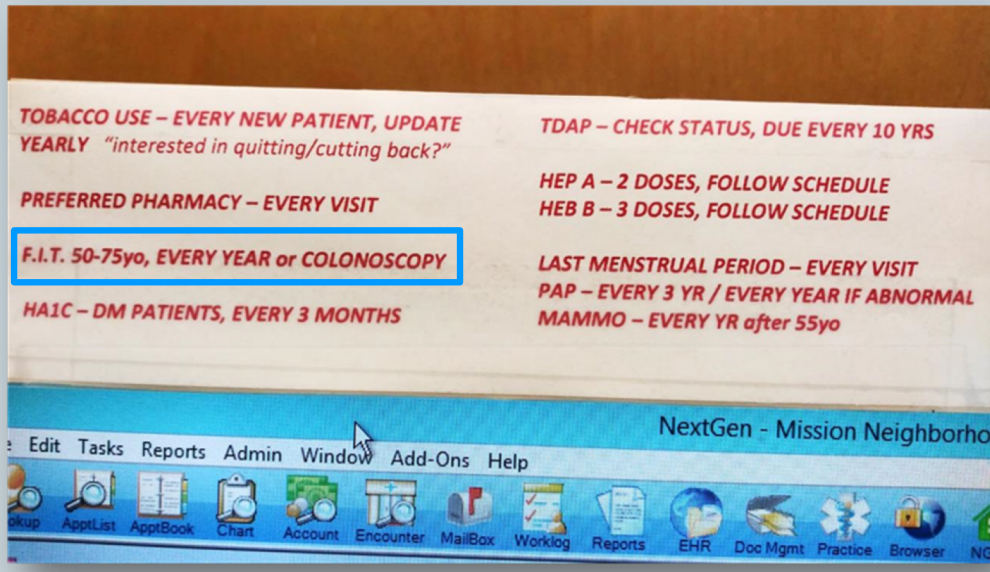 TOBACCO USE – EVERY NEW PATIENT, UPDATE
YEARLY "interested in quitting/cutting back?"
PREFERRED PHARMACY – EVERY VISIT
F.I.T. 50-75yo, EVERY YEAR or COLONOSCOPY
HA1C – DM PATIENTS, EVERY 3 MONTHS
TDAP – CHECK STATUS, DUE EVERY 10 YRS
HEP A – 2 DOSES, FOLLOW SCHEDULE
HEB B – 3 DOSES, FOLLOW SCHEDULE
LAST MENSTRUAL PERIOD – EVERY VISIT
PAP – EVERY 3 YR / EVERY YEAR IF ABNORMAL
MAMMO – EVERY YR after 55yo
NextGen - Mission Neighborho
Edit Tasks Reports Admin Window Add-Ons Help
okup ApptList ApptBook Chart Account Encounter MailBox Worklog Reports EHR Doc Mgmt Practice Browser NG